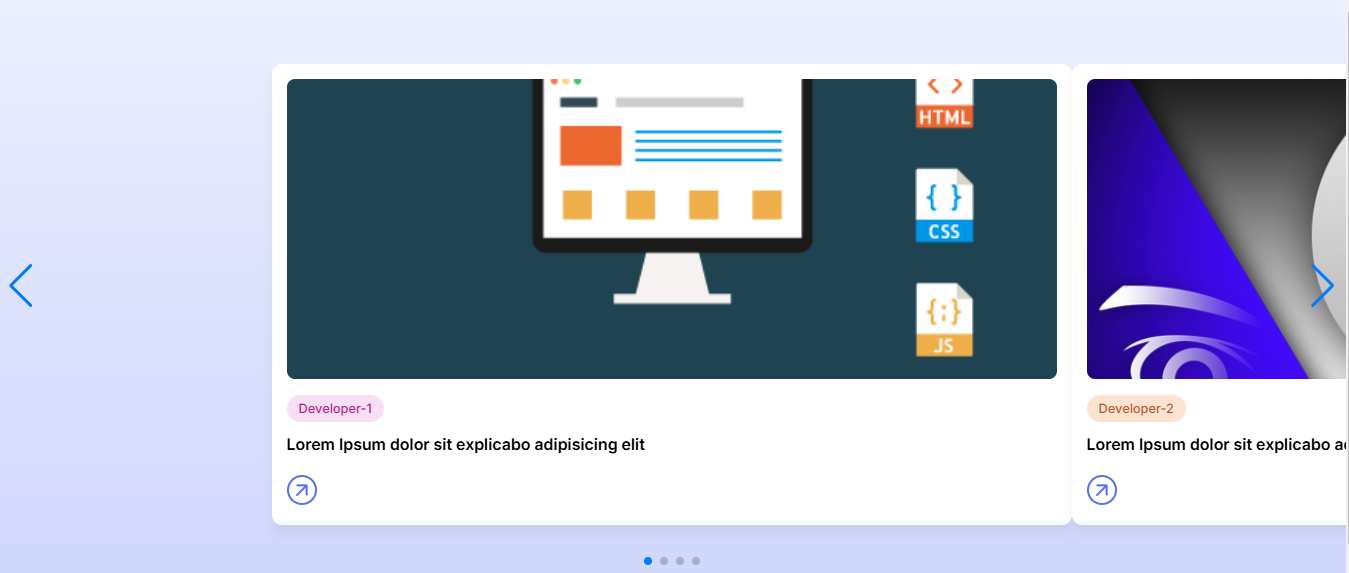 HTML
{ }
CSS
{;}
JS
Developer-1
Developer-2
Lorem Ipsum dolor sit explicabo adipisicing elit
Lorem Ipsum dolor sit explicabo